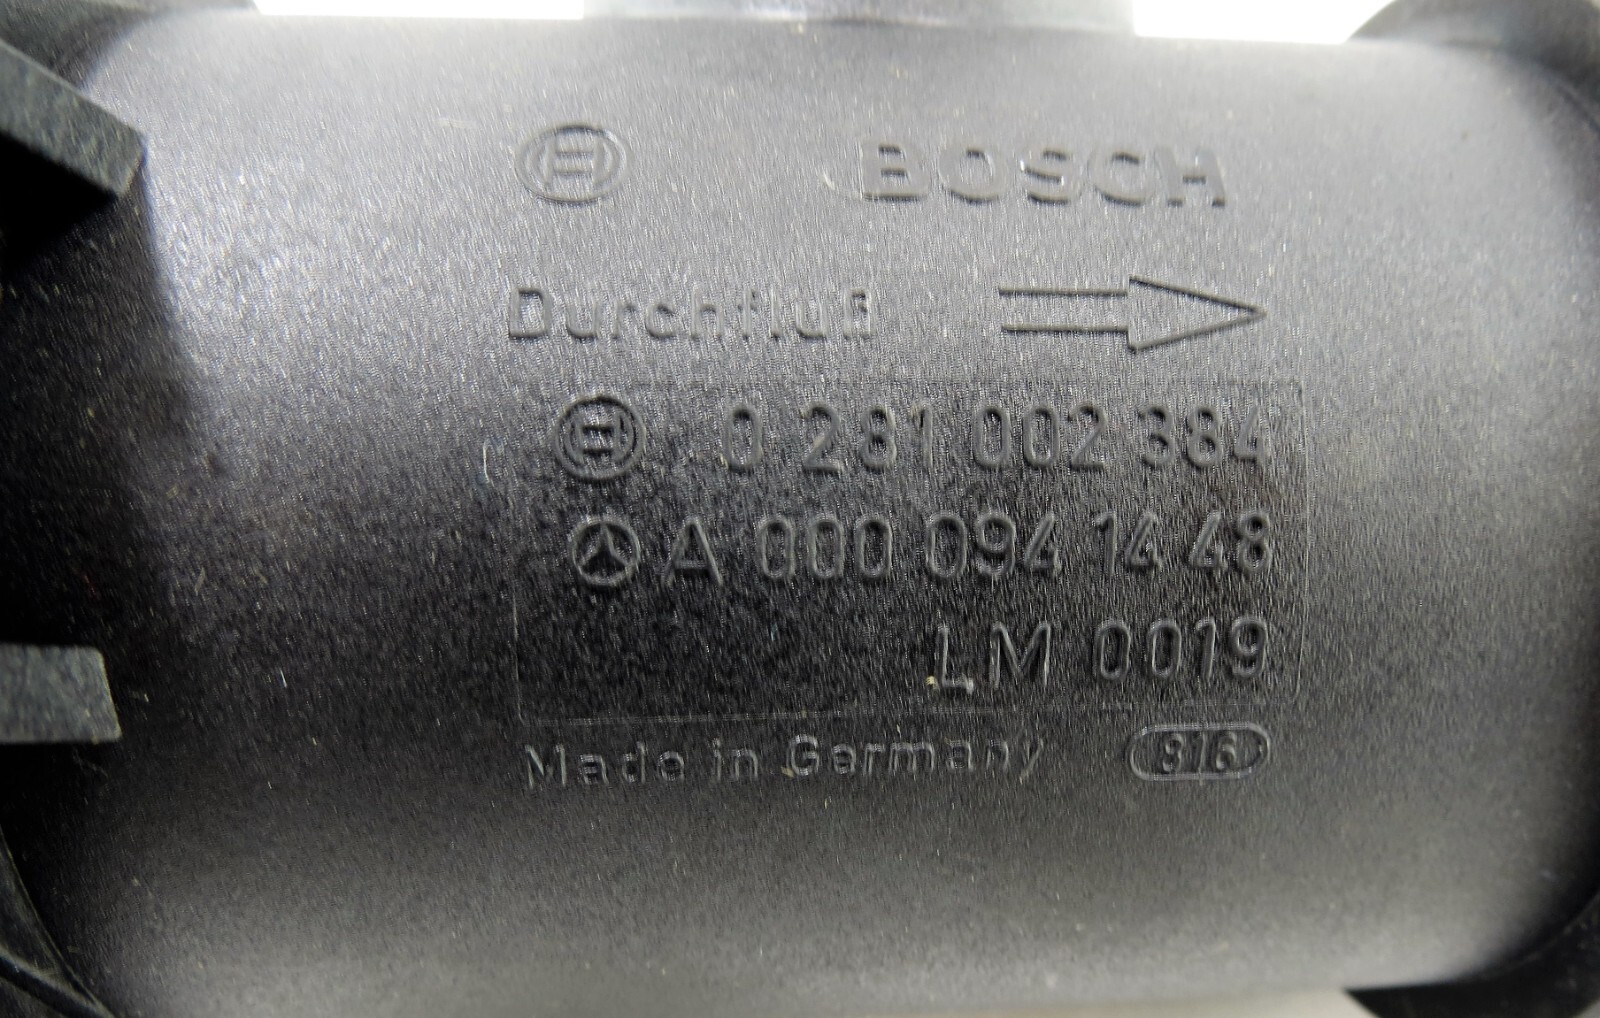 BOSCH
Durchfluß
0 281 002 384
A 000 094 14 48
LM 0019
Made in Germany 816